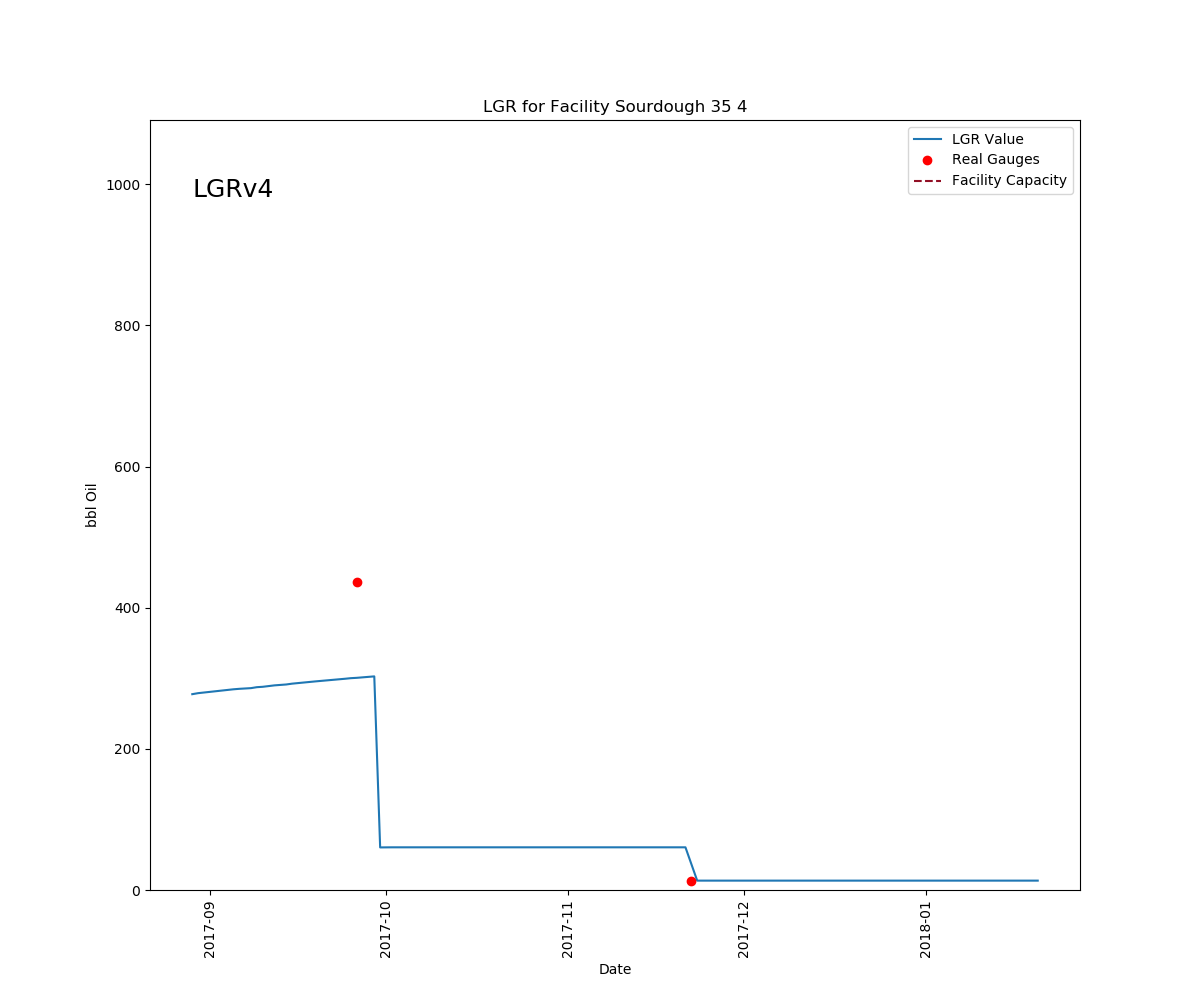 LGR for Facility Sourdough 35 4
LGRv4
LGR Value
Real Gauges
Facility Capacity
1000
800
600
400
200
0
bbl Oil
2017-09
2017-10
2017-11
2017-12
2018-01
Date